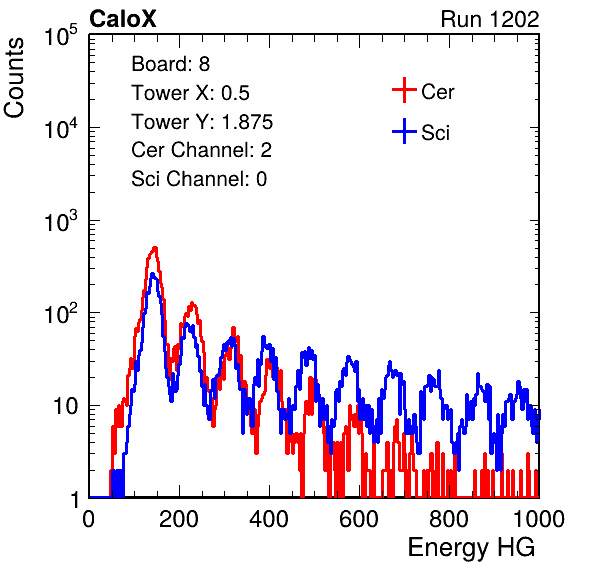 CaloX Run 1202
Counts
Board: 8
Tower X: 0.5
Tower Y: 1.875
Cer Channel: 2
Sci Channel: 0
Cer
Sci
10^5
10^4
10^3
10^2
10
1
0 200 400 600 800 1000
Energy HG